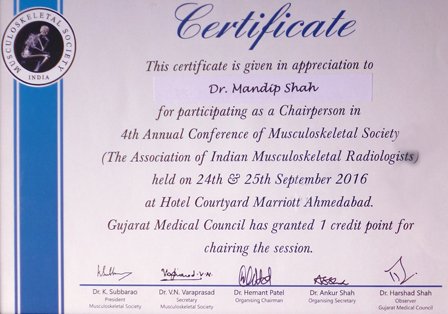 MUSCULOSKELETAL SOCIETY
INDIA
Certificate
This certificate is given in appreciation to
Dr. Mandip Shah
for participating as a Chairperson in
4th Annual Conference of Musculoskeletal Society
(The Association of Indian Musculoskeletal Radiologists)
held on 24th & 25th September 2016
at Hotel Courtyard Marriott Ahmedabad.
Gujarat Medical Council has granted 1 credit point for
chairing the session.
Dr. K. Subbarao
President
Musculoskeletal Society
Dr. V.N. Varaprasad
Secretary
Musculoskeletal Society
Dr. Hemant Patel
Organising Chairman
Dr. Ankur Shah
Organising Secretary
Dr. Harshad Shah
Observer
Gujarat Medical Council